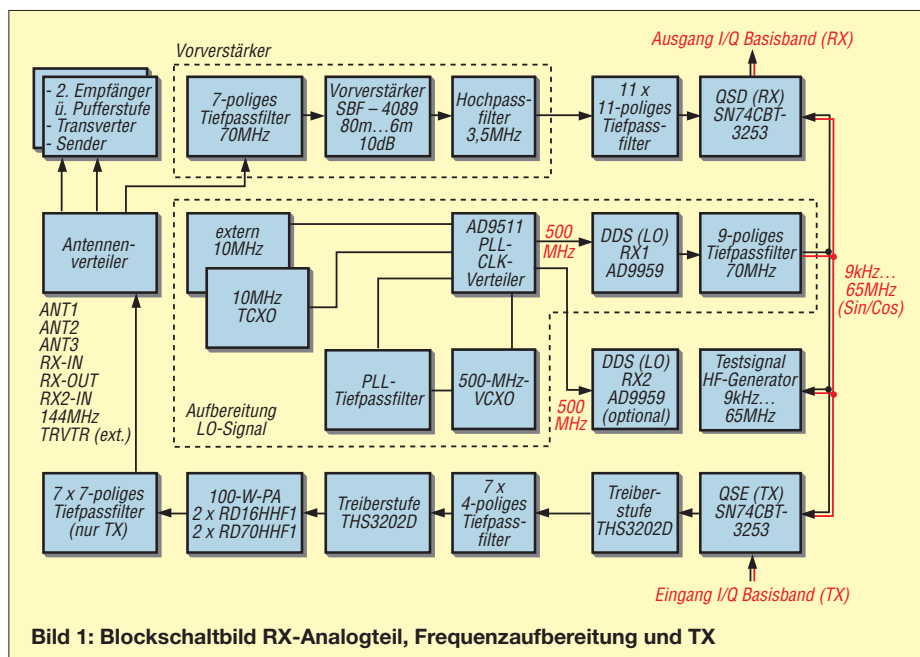 Ausgang I/Q Basisband (RX)
Vorverstärker
- 2. Empfänger
ü. Pufferstufe
- Transverter
- Sender
7-poliges
Tiefpassfilter
70MHz
Vorverstärker
SBF – 4089
80m...6m
10dB
Hochpass-
filter
3,5MHz
11 x
11-poliges
Tiefpass-
filter
QSD (RX)
SN74CBT-
3253
Antennen-
verteiler
extern
10MHz
10MHz
TCXO
AD9511
PLL-
CLK-
Verteiler
500
MHz
DDS (LO)
RX1
AD9959
9-poliges
Tiefpassfilter
70MHz
9kHz...
65MHz
(Sin/Cos)
ANT1
ANT2
ANT3
RX-IN
RX-OUT
RX2-IN
144MHz
TRVTR (ext.)
PLL-
Tiefpassfilter
500-MHz-
VCXO
500
MHz
DDS (LO)
RX2
AD9959
(optional)
Testsignal
HF-Generator
9kHz...
65MHz
Aufbereitung
LO-Signal
7 x 7-poliges
Tiefpassfilter
(nur TX)
100-W-PA
2 x RD16HHF1
2 x RD70HHF1
Treiberstufe
THS3202D
7 x
4-poliges
Tiefpass-
filter
Treiber-
stufe
THS3202D
QSE (TX)
SN74CBT-
3253
Eingang I/Q Basisband (TX)
Bild 1: Blockschaltbild RX-Analogteil, Frequenzaufbereitung und TX